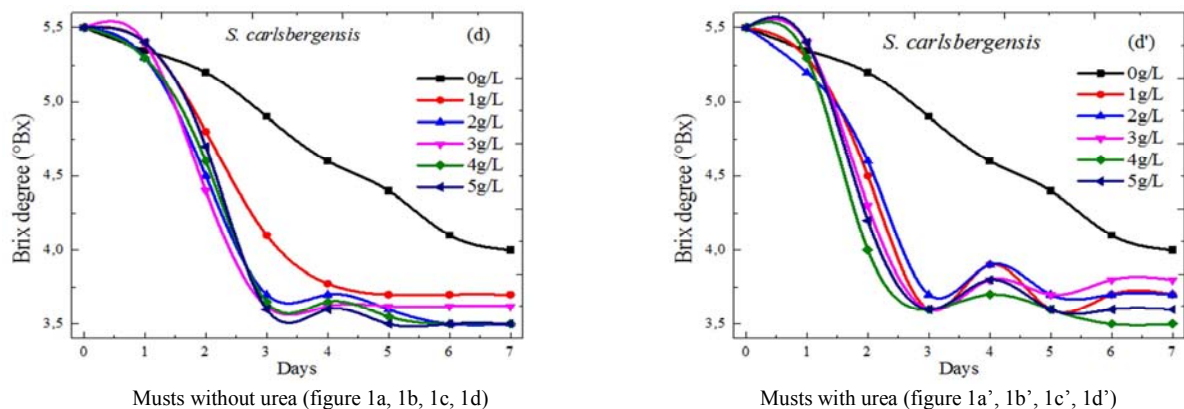 S. carlsbergensis
(d)
0g/L
1g/L
2g/L
3g/L
4g/L
5g/L
Brix degree (°Bx)
5,5
5,0
4,5
4,0
3,5
0 1 2 3 4 5 6 7
Days
Musts without urea (figure 1a, 1b, 1c, 1d)
S. carlsbergensis
(d')
0g/L
1g/L
2g/L
3g/L
4g/L
5g/L
Brix degree (°Bx)
5,5
5,0
4,5
4,0
3,5
0 1 2 3 4 5 6 7
Days
Musts with urea (figure 1a’, 1b’, 1c’, 1d’)